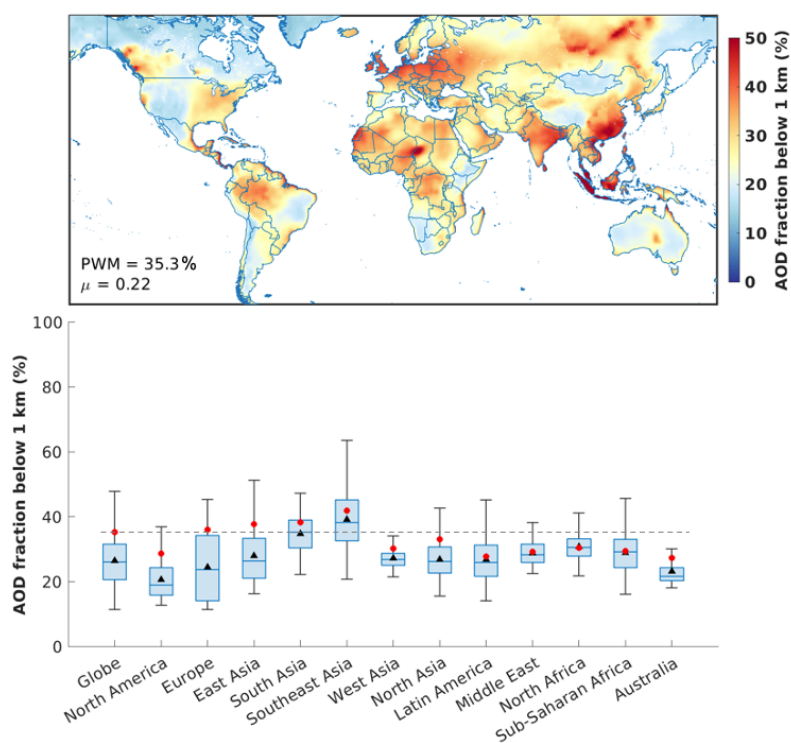 50
40
30
20
10
0
AOD fraction below 1 km (%)
PWM = 35.3%
μ = 0.22
100
80
60
40
20
0
AOD fraction below 1 km (%)
Globe
North America
Europe
East Asia
South Asia
Southeast Asia
West Asia
North Asia
Latin America
Middle East
North Africa
Sub-Saharan Africa
Australia